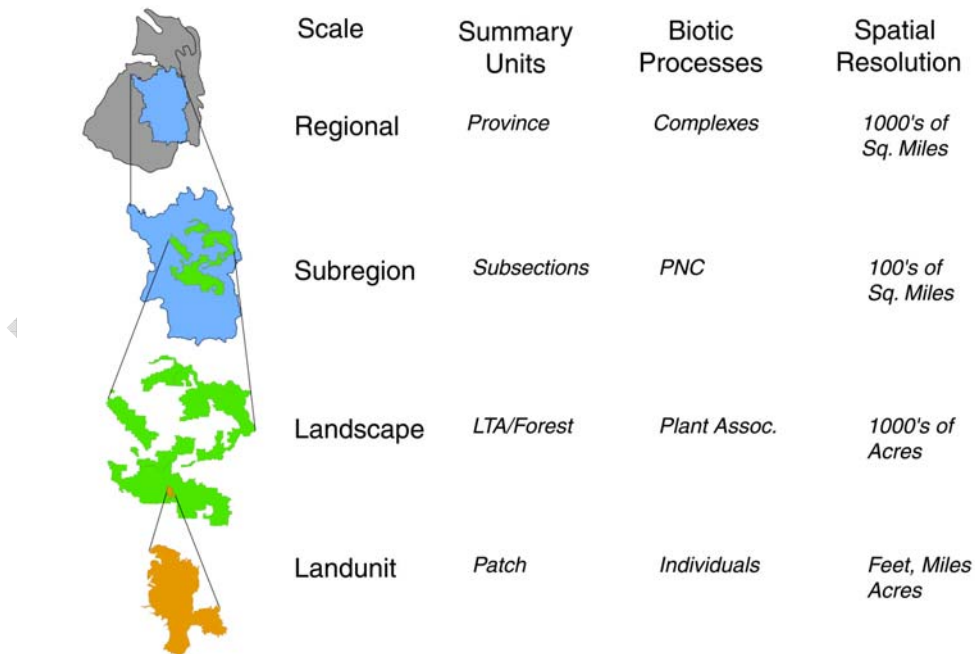 Scale
Summary
Units
Biotic
Processes
Spatial
Resolution
Regional
Province
Complexes
1000's of
Sq. Miles
Subregion
Subsections
PNC
100's of
Sq. Miles
Landscape
LTA/Forest
Plant Assoc.
1000's of
Acres
Landunit
Patch
Individuals
Feet, Miles
Acres